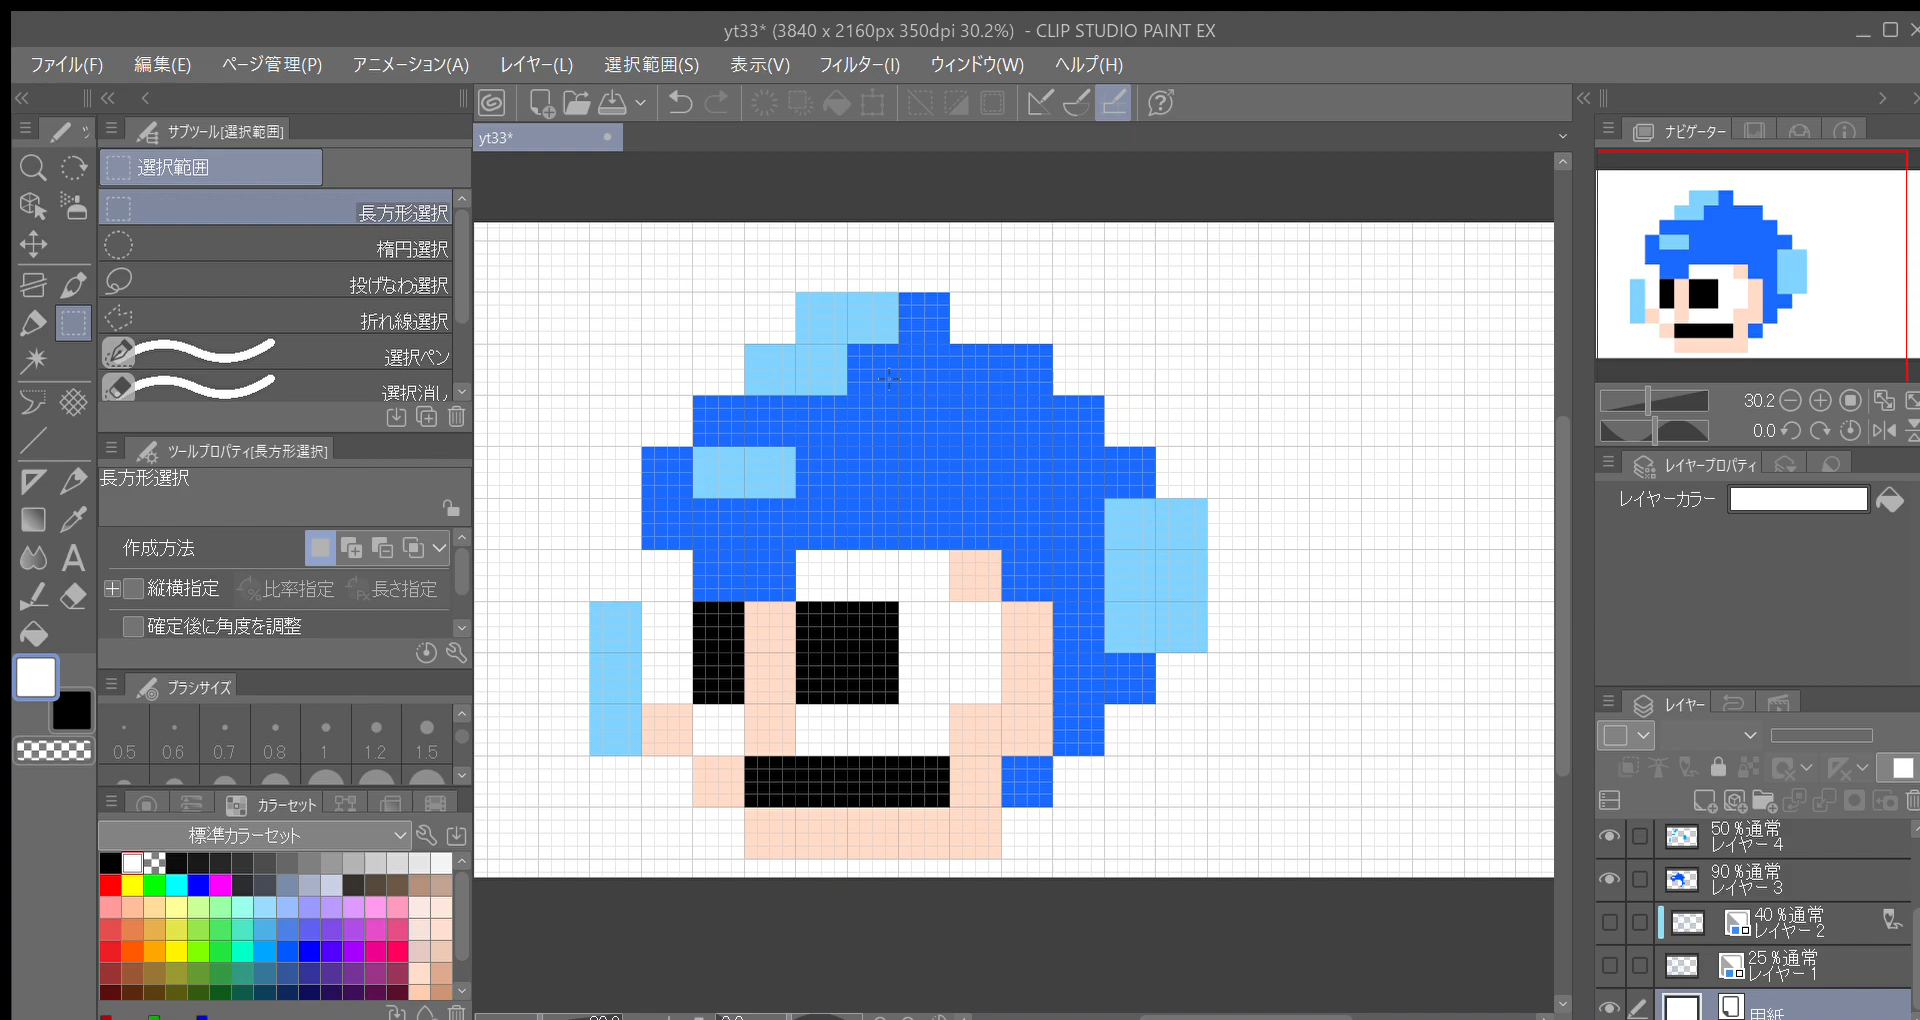 yt33* (3840 x 2160px 350dpi 30.2%) - CLIP STUDIO PAINT EX
ファイル(F) 編集(E) ページ管理(P) アニメーション(A) レイヤー(L) 選択範囲(S) 表示(V) フィルター(I) ウィンドウ(W) ヘルプ(H)
サブツール[選択範囲]
選択範囲
長方形選択
楕円選択
投げなわ選択
折れ線選択
選択ペン
選択消し
ツールプロパティ[長方形選択]
長方形選択
作成方法
縦横指定 比率指定 長さ指定
確定後に角度を調整
ブラシサイズ
0.5 0.6 0.7 0.8 1 1.2 1.5
カラーセット
標準カラーセット
yt33*
ナビゲーター
30.2
0.0
レイヤープロパティ
レイヤーカラー
レイヤー
50 %通常
レイヤー 4
90 %通常
レイヤー 3
40 %通常
レイヤー 2
25 %通常
レイヤー 1
用紙